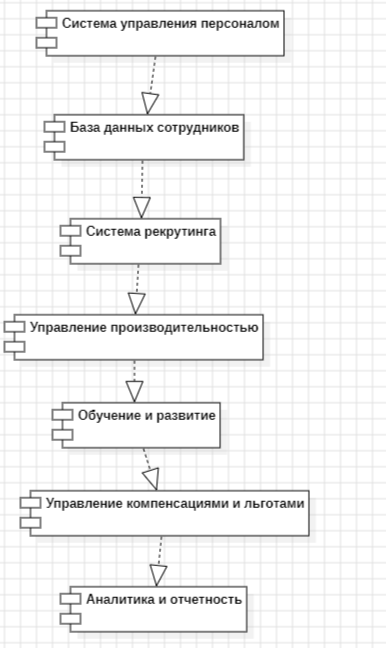 Система управления персоналом
База данных сотрудников
Система рекрутинга
Управление производительностью
Обучение и развитие
Управление компенсациями и льготами
Аналитика и отчетность